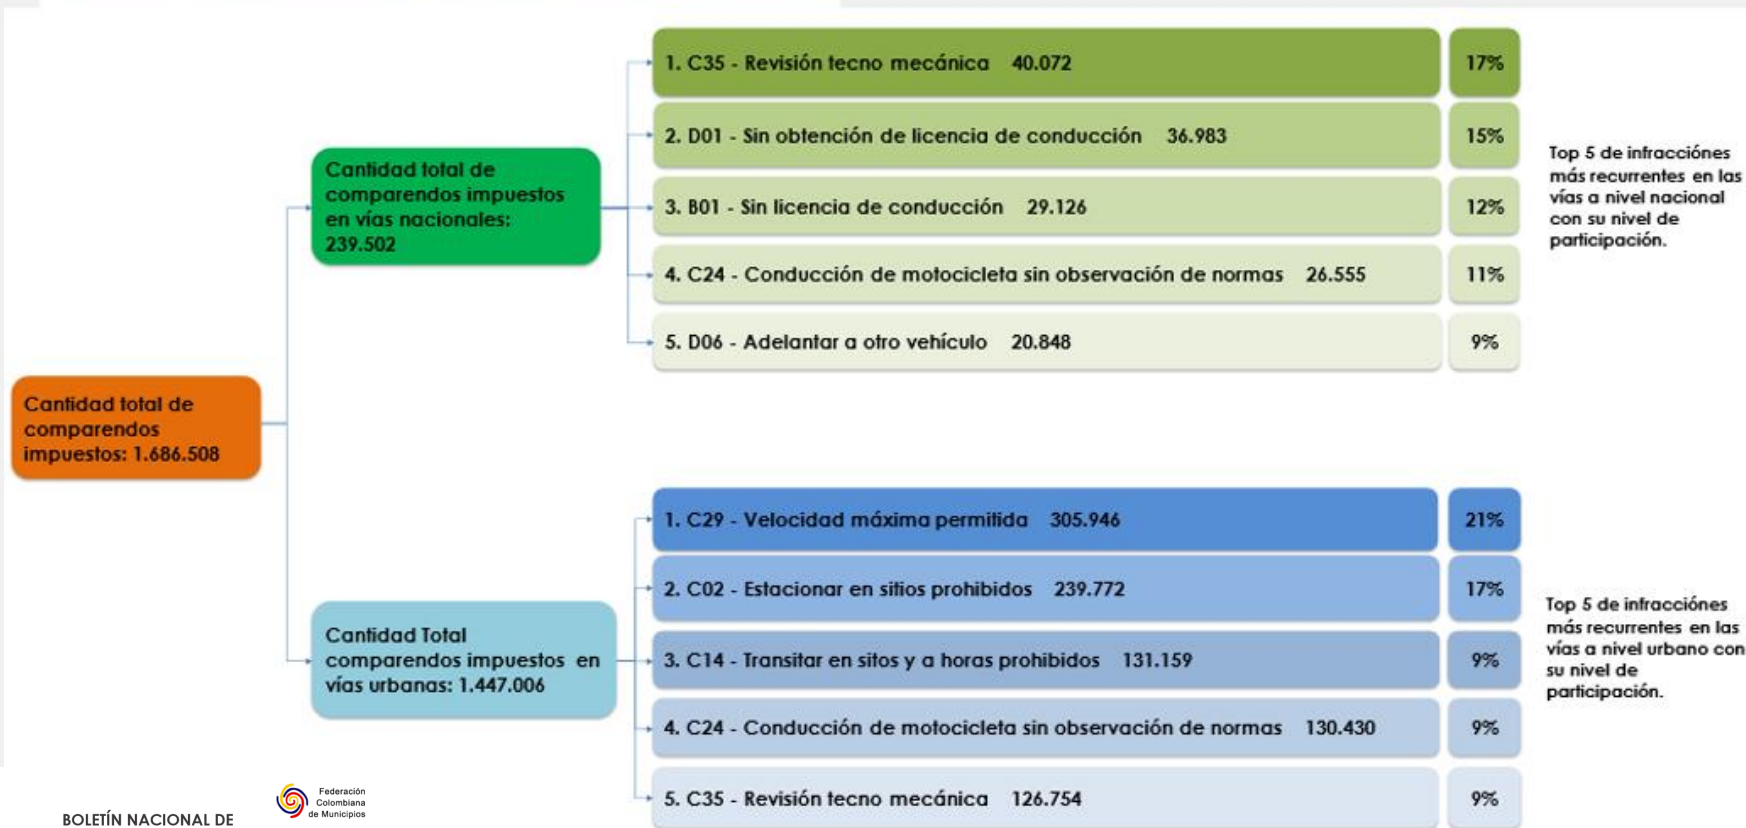 Cantidad total de
comparendos
impuestos: 1.686.508
Cantidad total de
comparendos impuestos
en vías nacionales:
239.502
1. C35 - Revisión tecno mecánica 40.072 17%
2. D01 - Sin obtención de licencia de conducción 36.983 15%
3. B01 - Sin licencia de conducción 29.126 12%
4. C24 - Conducción de motocicleta sin observación de normas 26.555 11%
5. D06 - Adelantar a otro vehículo 20.848 9%
Top 5 de infracciónes
más recurrentes en las
vías a nivel nacional
con su nivel de
participación.
Cantidad Total
comparendos impuestos en
vías urbanas: 1.447.006
1. C29 - Velocidad máxima permitida 305.946 21%
2. C02 - Estacionar en sitios prohibidos 239.772 17%
3. C14 - Transitar en sitos y a horas prohibidos 131.159 9%
4. C24 - Conducción de motocicleta sin observación de normas 130.430 9%
5. C35 - Revisión tecno mecánica 126.754 9%
Top 5 de infracciónes
más recurrentes en las
vías a nivel urbano con
su nivel de
participación.
BOLETÍN NACIONAL DE
Federación
Colombiana
de Municipios